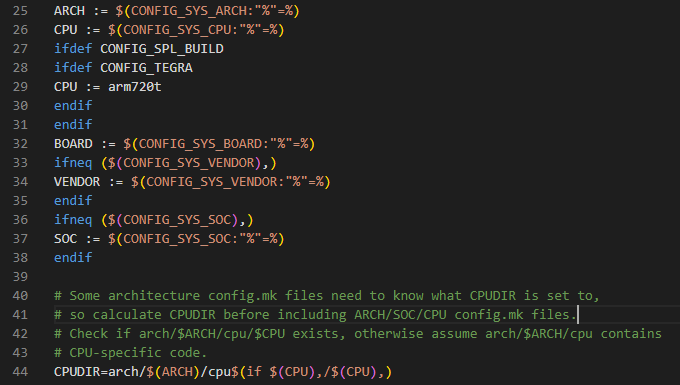 25 ARCH := $(CONFIG_SYS_ARCH:"%"=%)
26 CPU := $(CONFIG_SYS_CPU:"%"=%)
27 ifdef CONFIG_SPL_BUILD
28 ifdef CONFIG_TEGRA
29 CPU := arm720t
30 endif
31 endif
32 BOARD := $(CONFIG_SYS_BOARD:"%"=%)
33 ifneq ($(CONFIG_SYS_VENDOR),)
34 VENDOR := $(CONFIG_SYS_VENDOR:"%"=%)
35 endif
36 ifneq ($(CONFIG_SYS_SOC),)
37 SOC := $(CONFIG_SYS_SOC:"%"=%)
38 endif
39
40 # Some architecture config.mk files need to know what CPUDIR is set to,
41 # so calculate CPUDIR before including ARCH/SOC/CPU config.mk files.
42 # Check if arch/$ARCH/cpu/$CPU exists, otherwise assume arch/$ARCH/cpu contains
43 # CPU-specific code.
44 CPUDIR=arch/$(ARCH)/cpu$(if $(CPU),/$(CPU),)